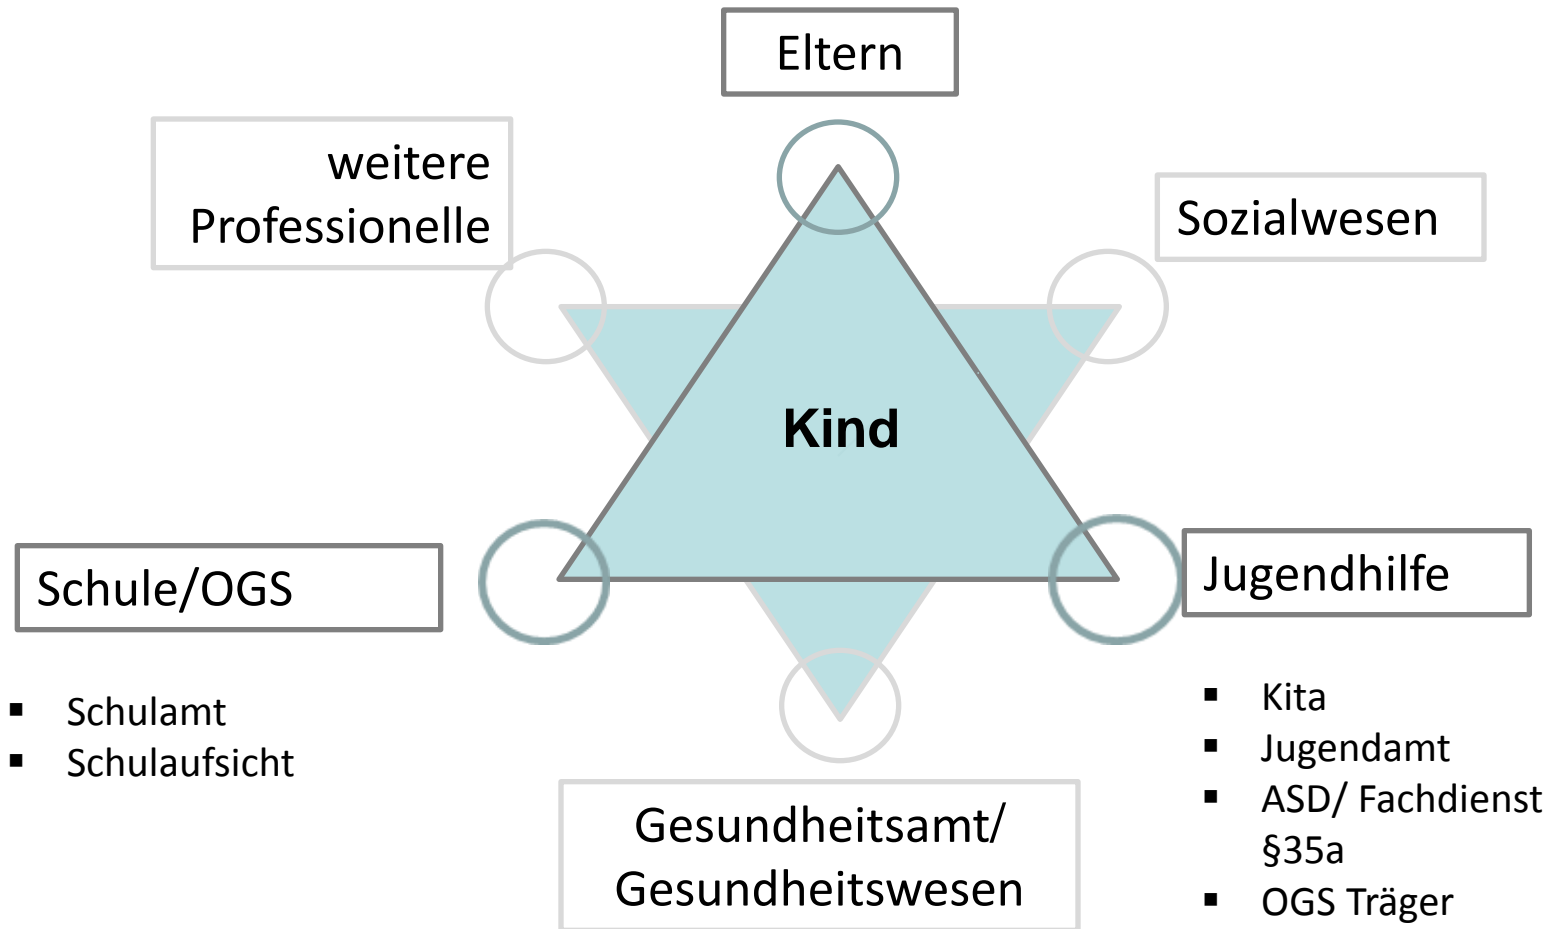 Eltern
weitere
Professionelle
Sozialwesen
Kind
Schule/OGS
▪ Schulamt
▪ Schulaufsicht
Jugendhilfe
▪ Kita
▪ Jugendamt
▪ ASD/ Fachdienst
§35a
▪ OGS Träger
Gesundheitsamt/
Gesundheitswesen